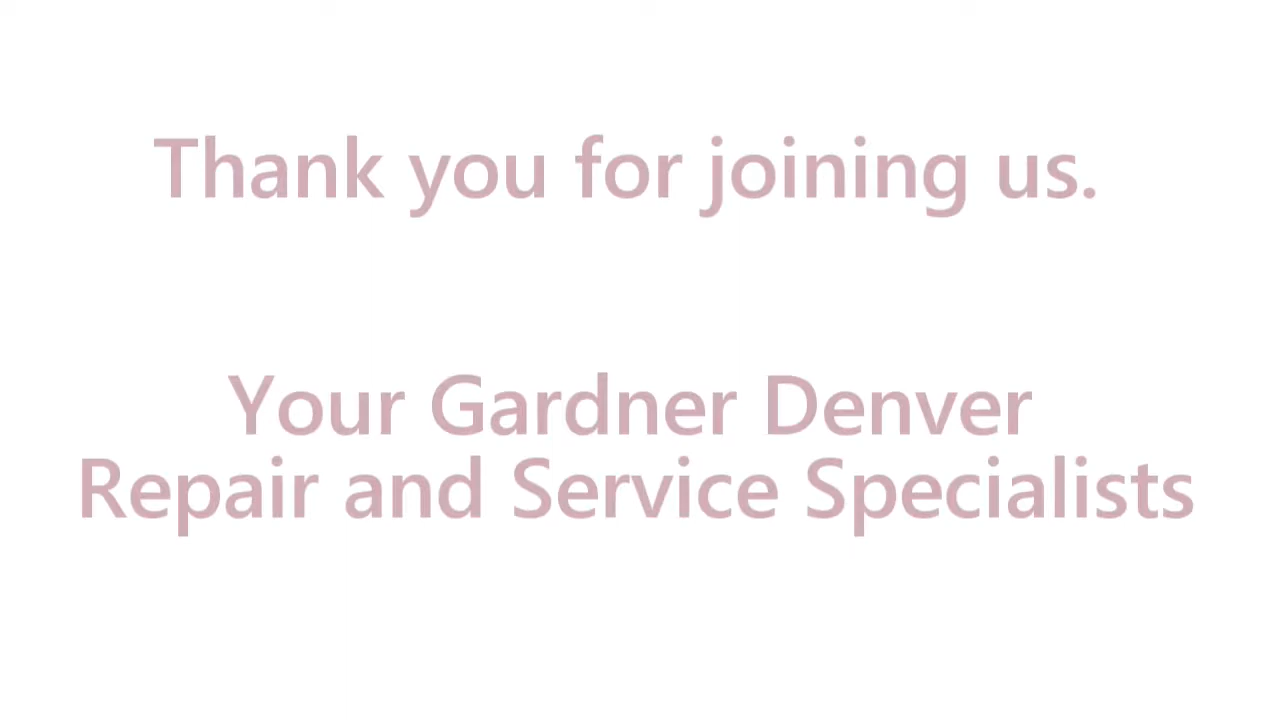 Thank you for joining us.
Your Gardner Denver
Repair and Service Specialists